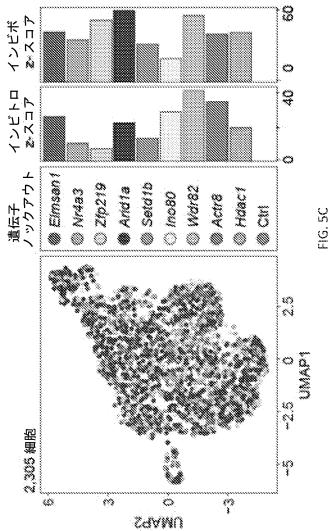 2,305 細胞
UMAP2
6
3
0
−3
−5
−2.5
0
2.5
UMAP1
遺伝子
ノックアウト
Elmsan1
Nr4a3
Zfp219
Arid1a
Setd1b
Ino80
Wdr82
Actr8
Hdac1
Ctrl
インビトロ
z-スコア
0
40
インビボ
z-スコア
0
60
FIG. 5C